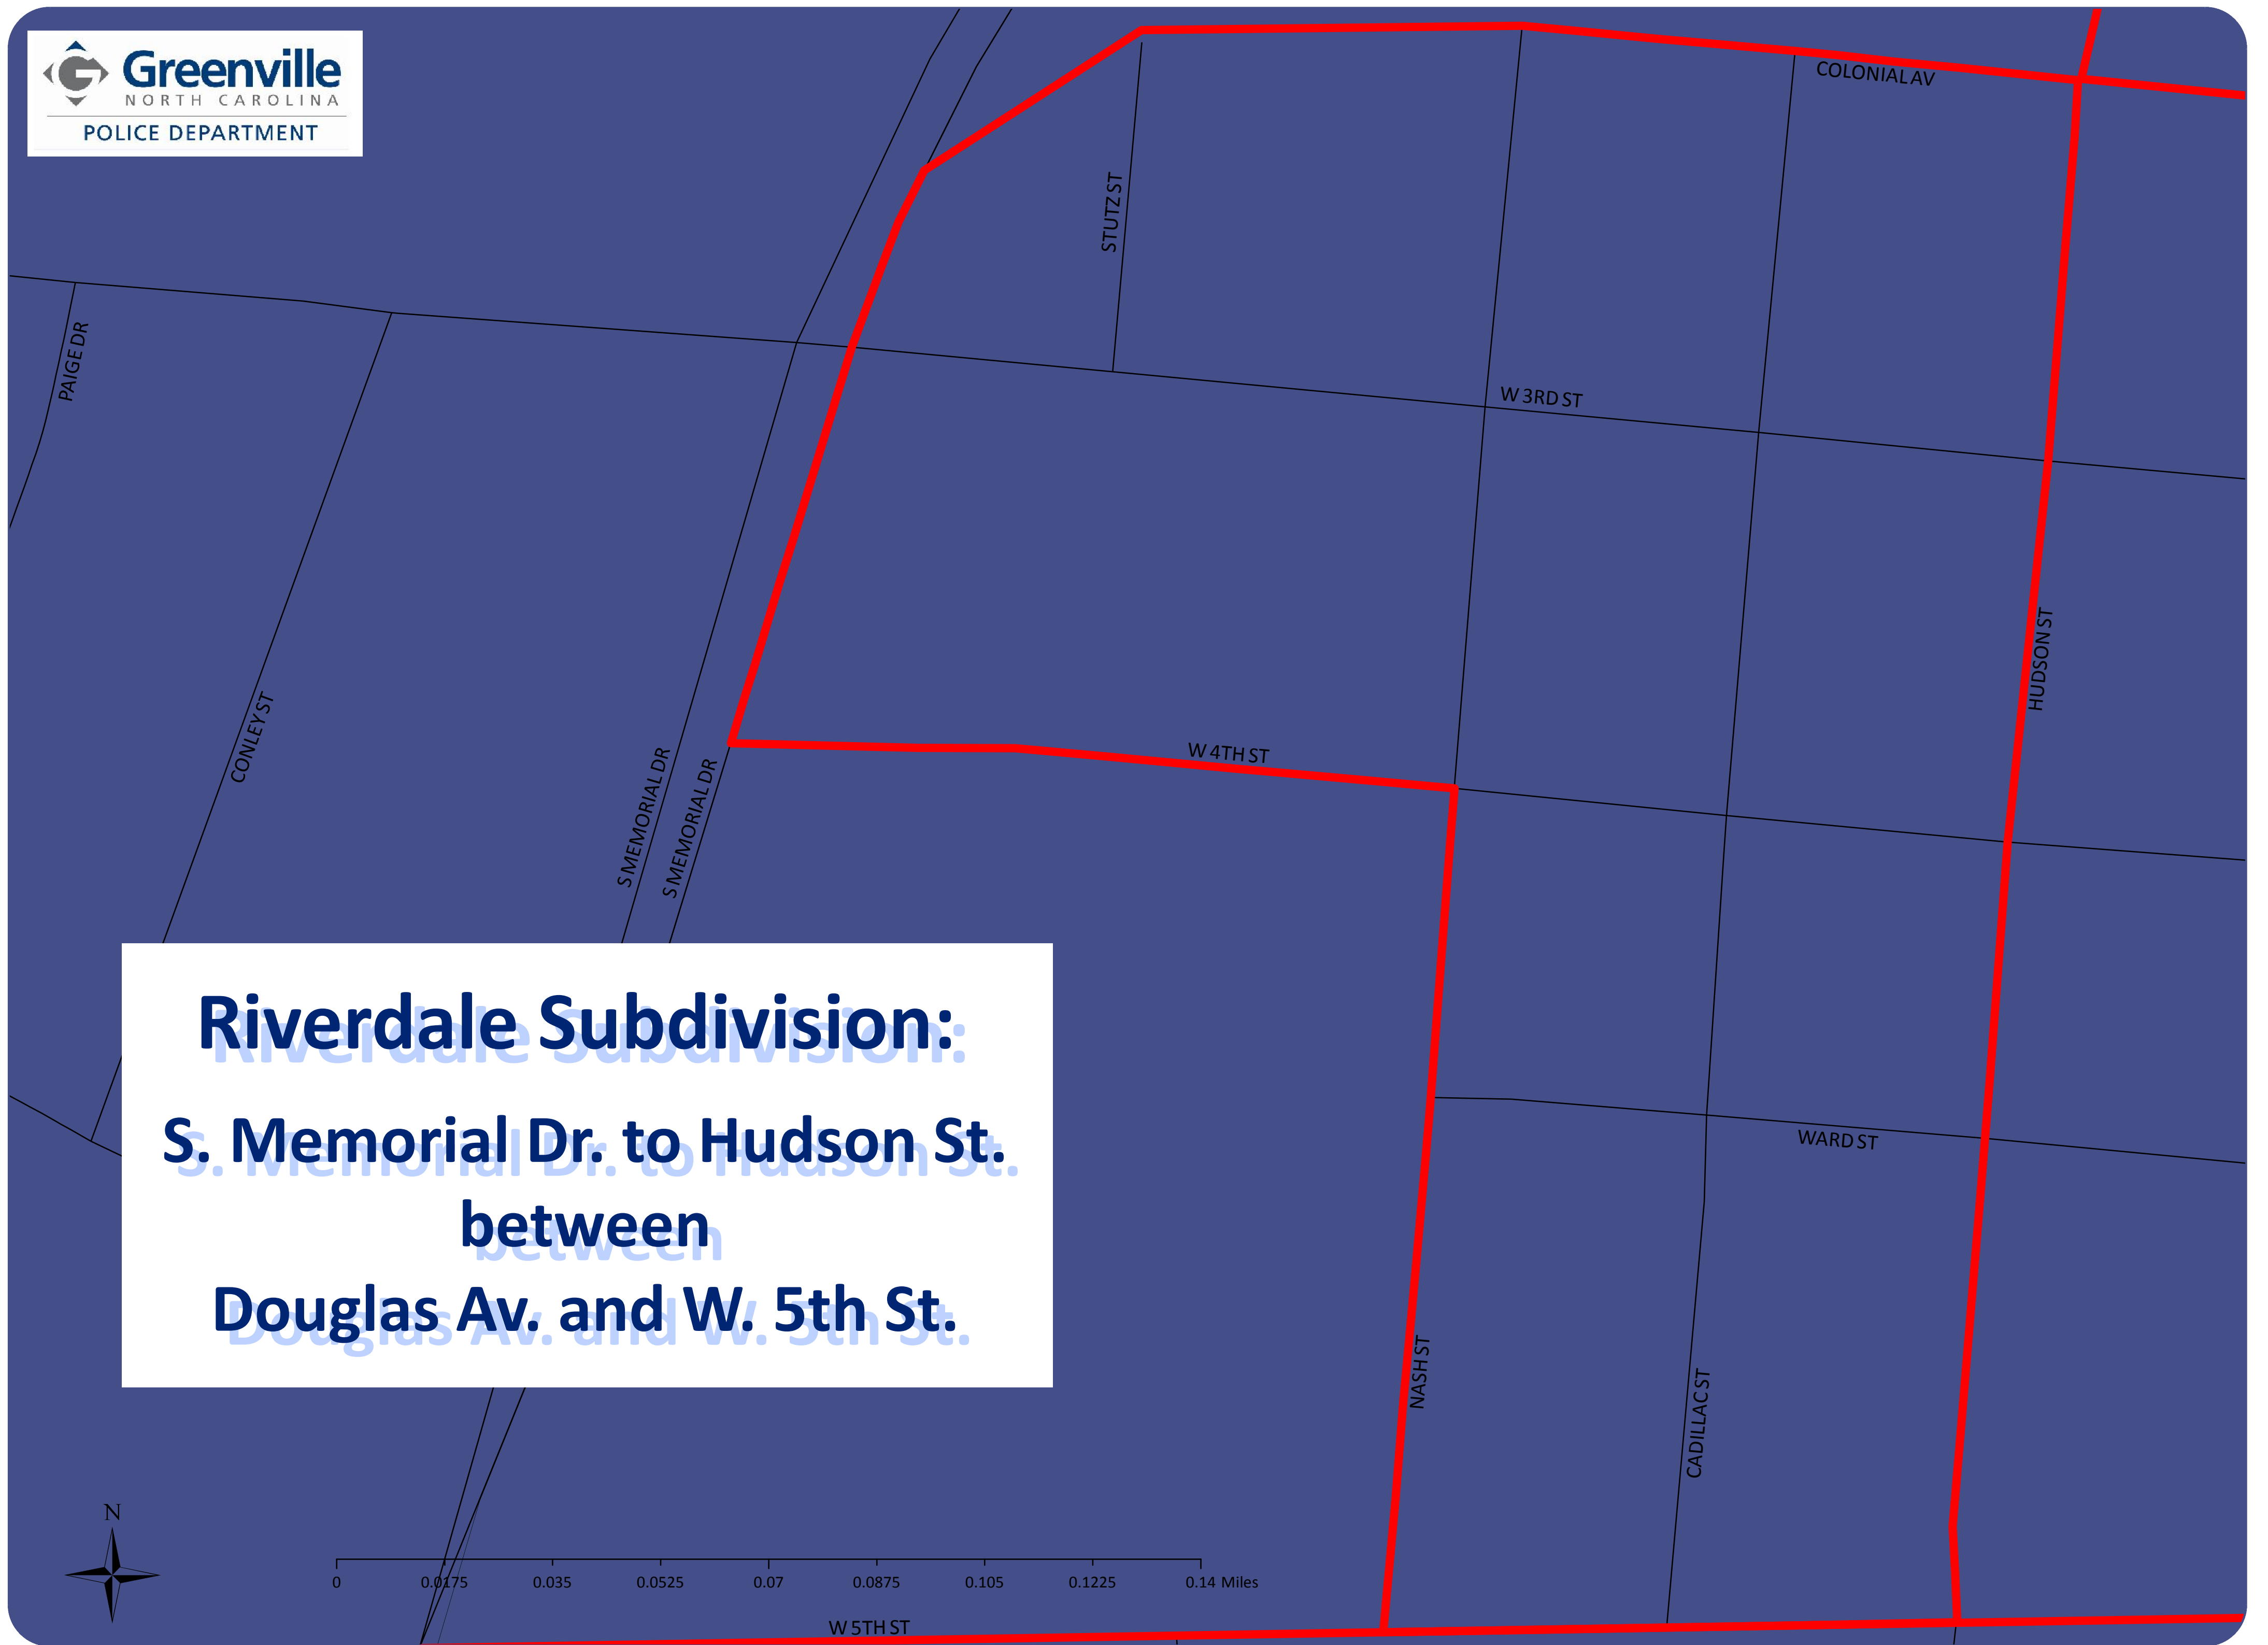 Greenville
NORTH CAROLINA
POLICE DEPARTMENT
COLONIAL AV
STUTZ ST
PAIGE DR
W 3RD ST
HUDSON ST
CONLEY ST
S MEMORIAL DR
S MEMORIAL DR
W 4TH ST
Riverdale Subdivision:
S. Memorial Dr. to Hudson St.
between
Douglas Av. and W. 5th St.
WARD ST
NASH ST
CADILLAC ST
N
0 0.0175 0.035 0.0525 0.07 0.0875 0.105 0.1225 0.14 Miles
W 5TH ST